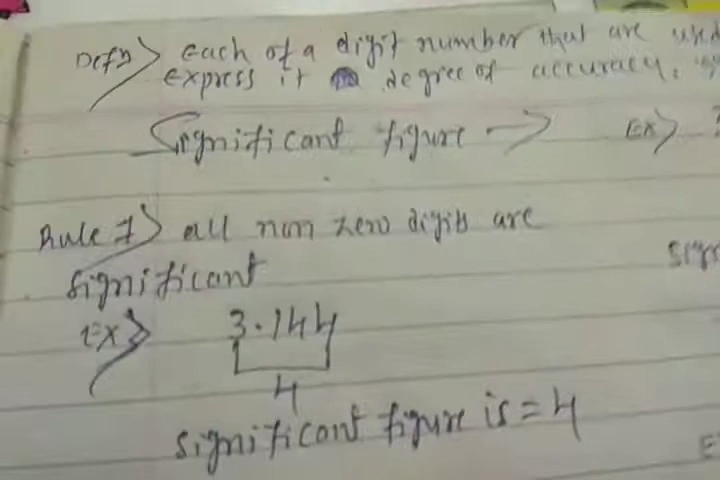 Defn> each of a digit number that are used
express it degree of accuracy.
Significant figure → Ex>
Rule 1> all non zero digits are
significant
Ex> 3.144
4
significant figure is = 4